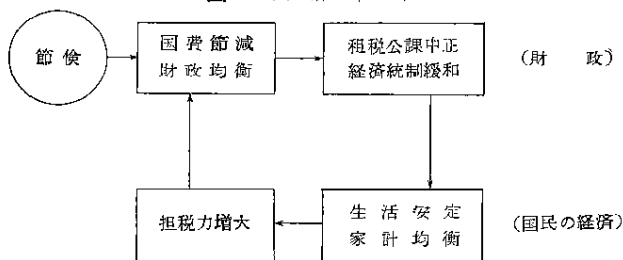 節倹
国費節減
財政均衡
租税公課中正
経済統制緩和
(財政)
担税力増大
生活安定
家計均衡
(国民の経済)